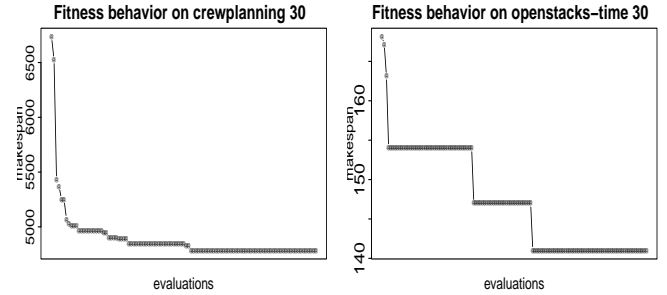 Fitness behavior on crewplanning 30
Fitness behavior on openstacks−time 30
makespan
6500
6000
5500
5000
evaluations
makespan
160
150
140
evaluations